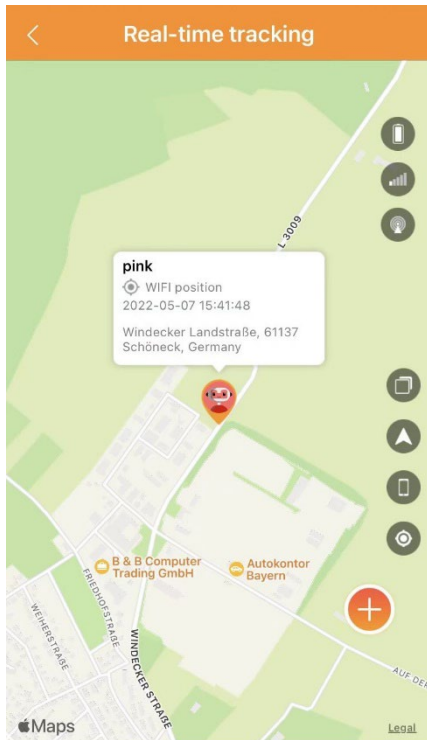 Real-time tracking
L 3009
pink
WIFI position
2022-05-07 15:41:48
Windecker Landstraße, 61137
Schöneck, Germany
B & B Computer
Trading GmbH
Autokontor
Bayern
FRIEDHOFSTRAßE
WEIHERSTRAßE
WINDECKER STRAßE
AUF DER
Maps
Legal